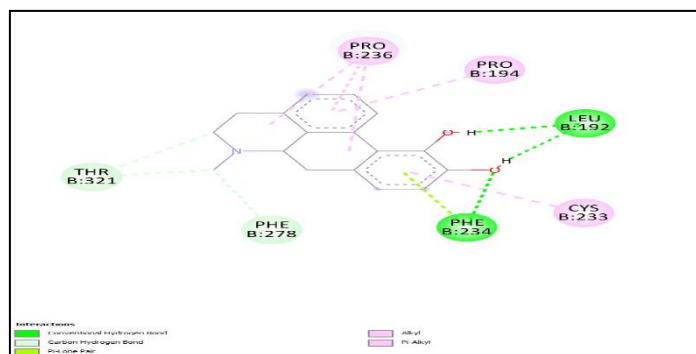 PRO
B:236
PRO
B:194
H
LEU
B:192
O
H
O
N
THR
B:321
PHE
B:278
PHE
B:234
CYS
B:233
Interactions
Conventional Hydrogen Bond
Carbon Hydrogen Bond
Pi-Lone Pair
Alkyl
Pi-Alkyl